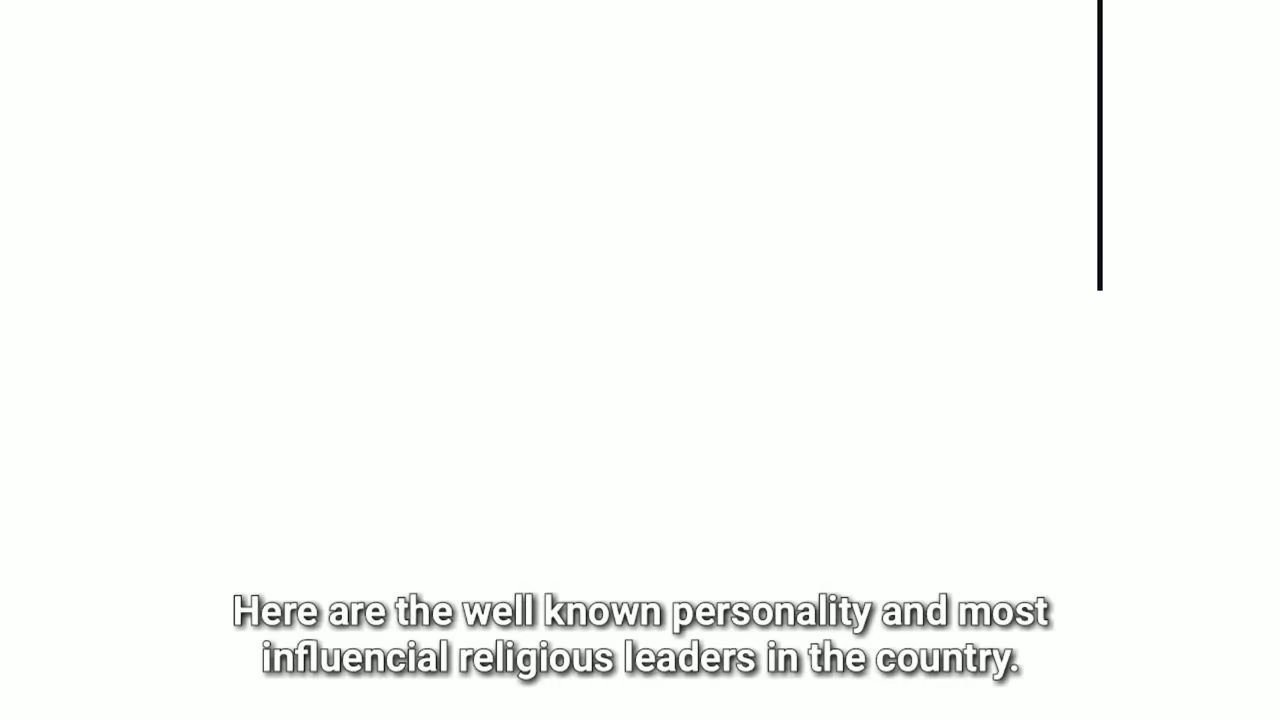 Here are the well known personality and most
influencial religious leaders in the country.